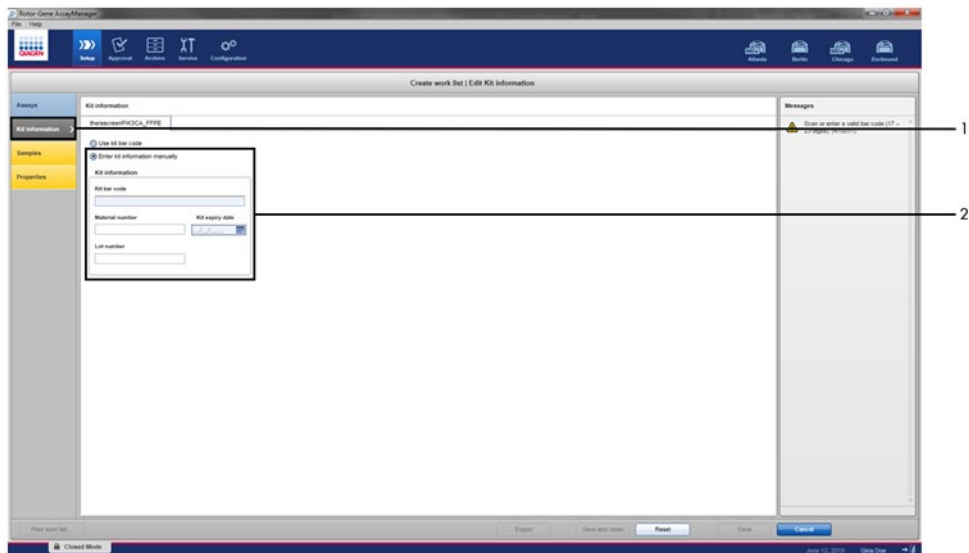 Rotor-Gene AssayManager
File Help
QIAGEN
Setup Approval Archive Service Configuration
Atlanta Berlin Chicago Dortmund
Create work list | Edit Kit information
Assays
Kit information
Samples
Properties
Kit information
therascreenPIK3CA_FFPE
Use kit bar code
Enter kit information manually
Kit information
Kit bar code
Material number Kit expiry date
Lot number
Messages
Scan or enter a valid bar code (17 –
1
2
Print work list Export Save and close Reset Save Cancel
Closed Mode June 12, 2019 Gina Doe